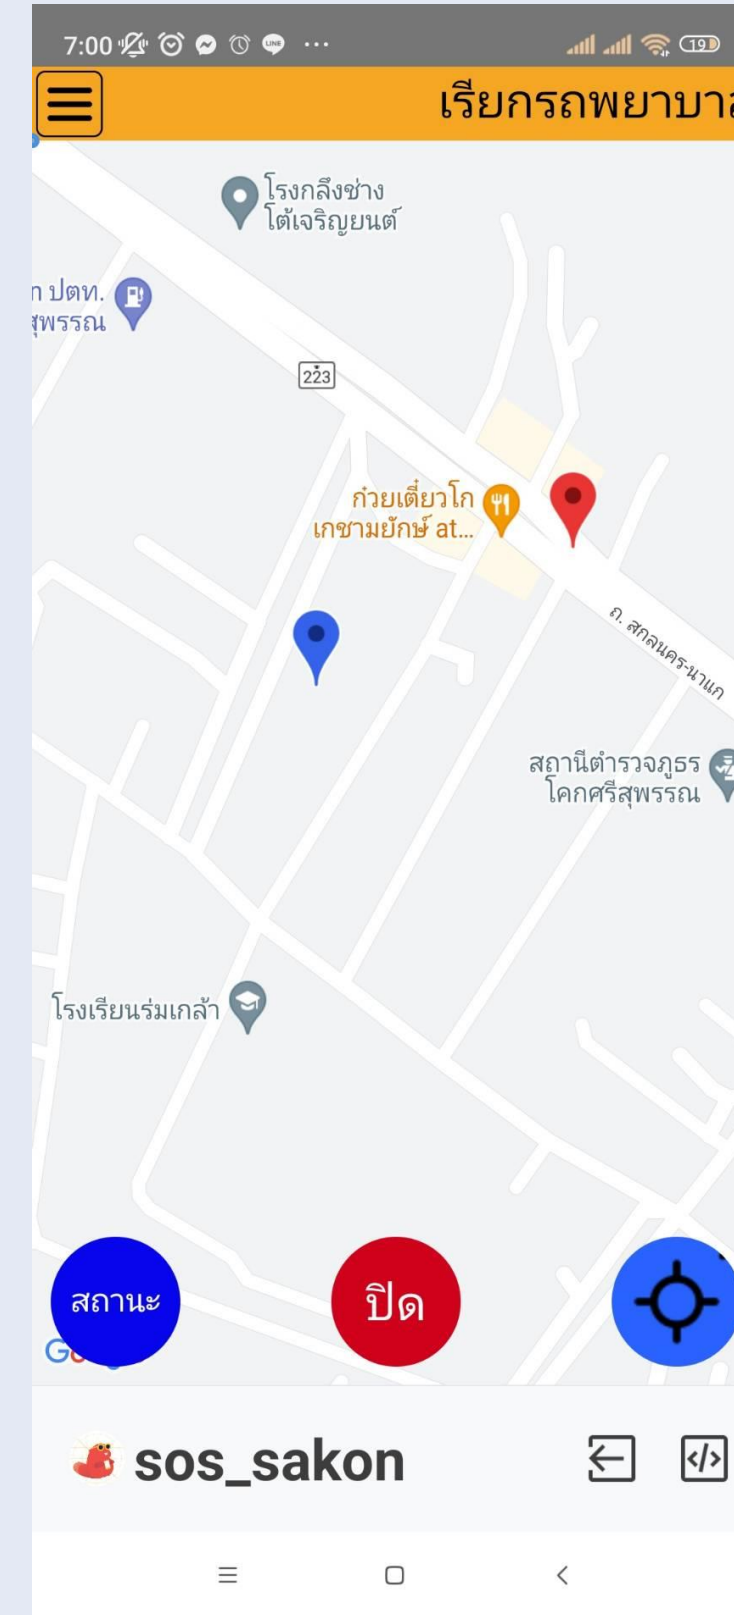 7:00
19
เรียกรถพยาบาล
โรงกลึงช่าง
โต้เจริญยนต์
ปตท.
สุพรรณ
223
ก๋วยเตี๋ยวโก
เกชามยักษ์ at...
ถ. สกลนคร-นาแก
สถานีตำรวจภูธร
โคกศรีสุพรรณ
โรงเรียนร่มเกล้า
สถานะ
ปิด
sos_sakon